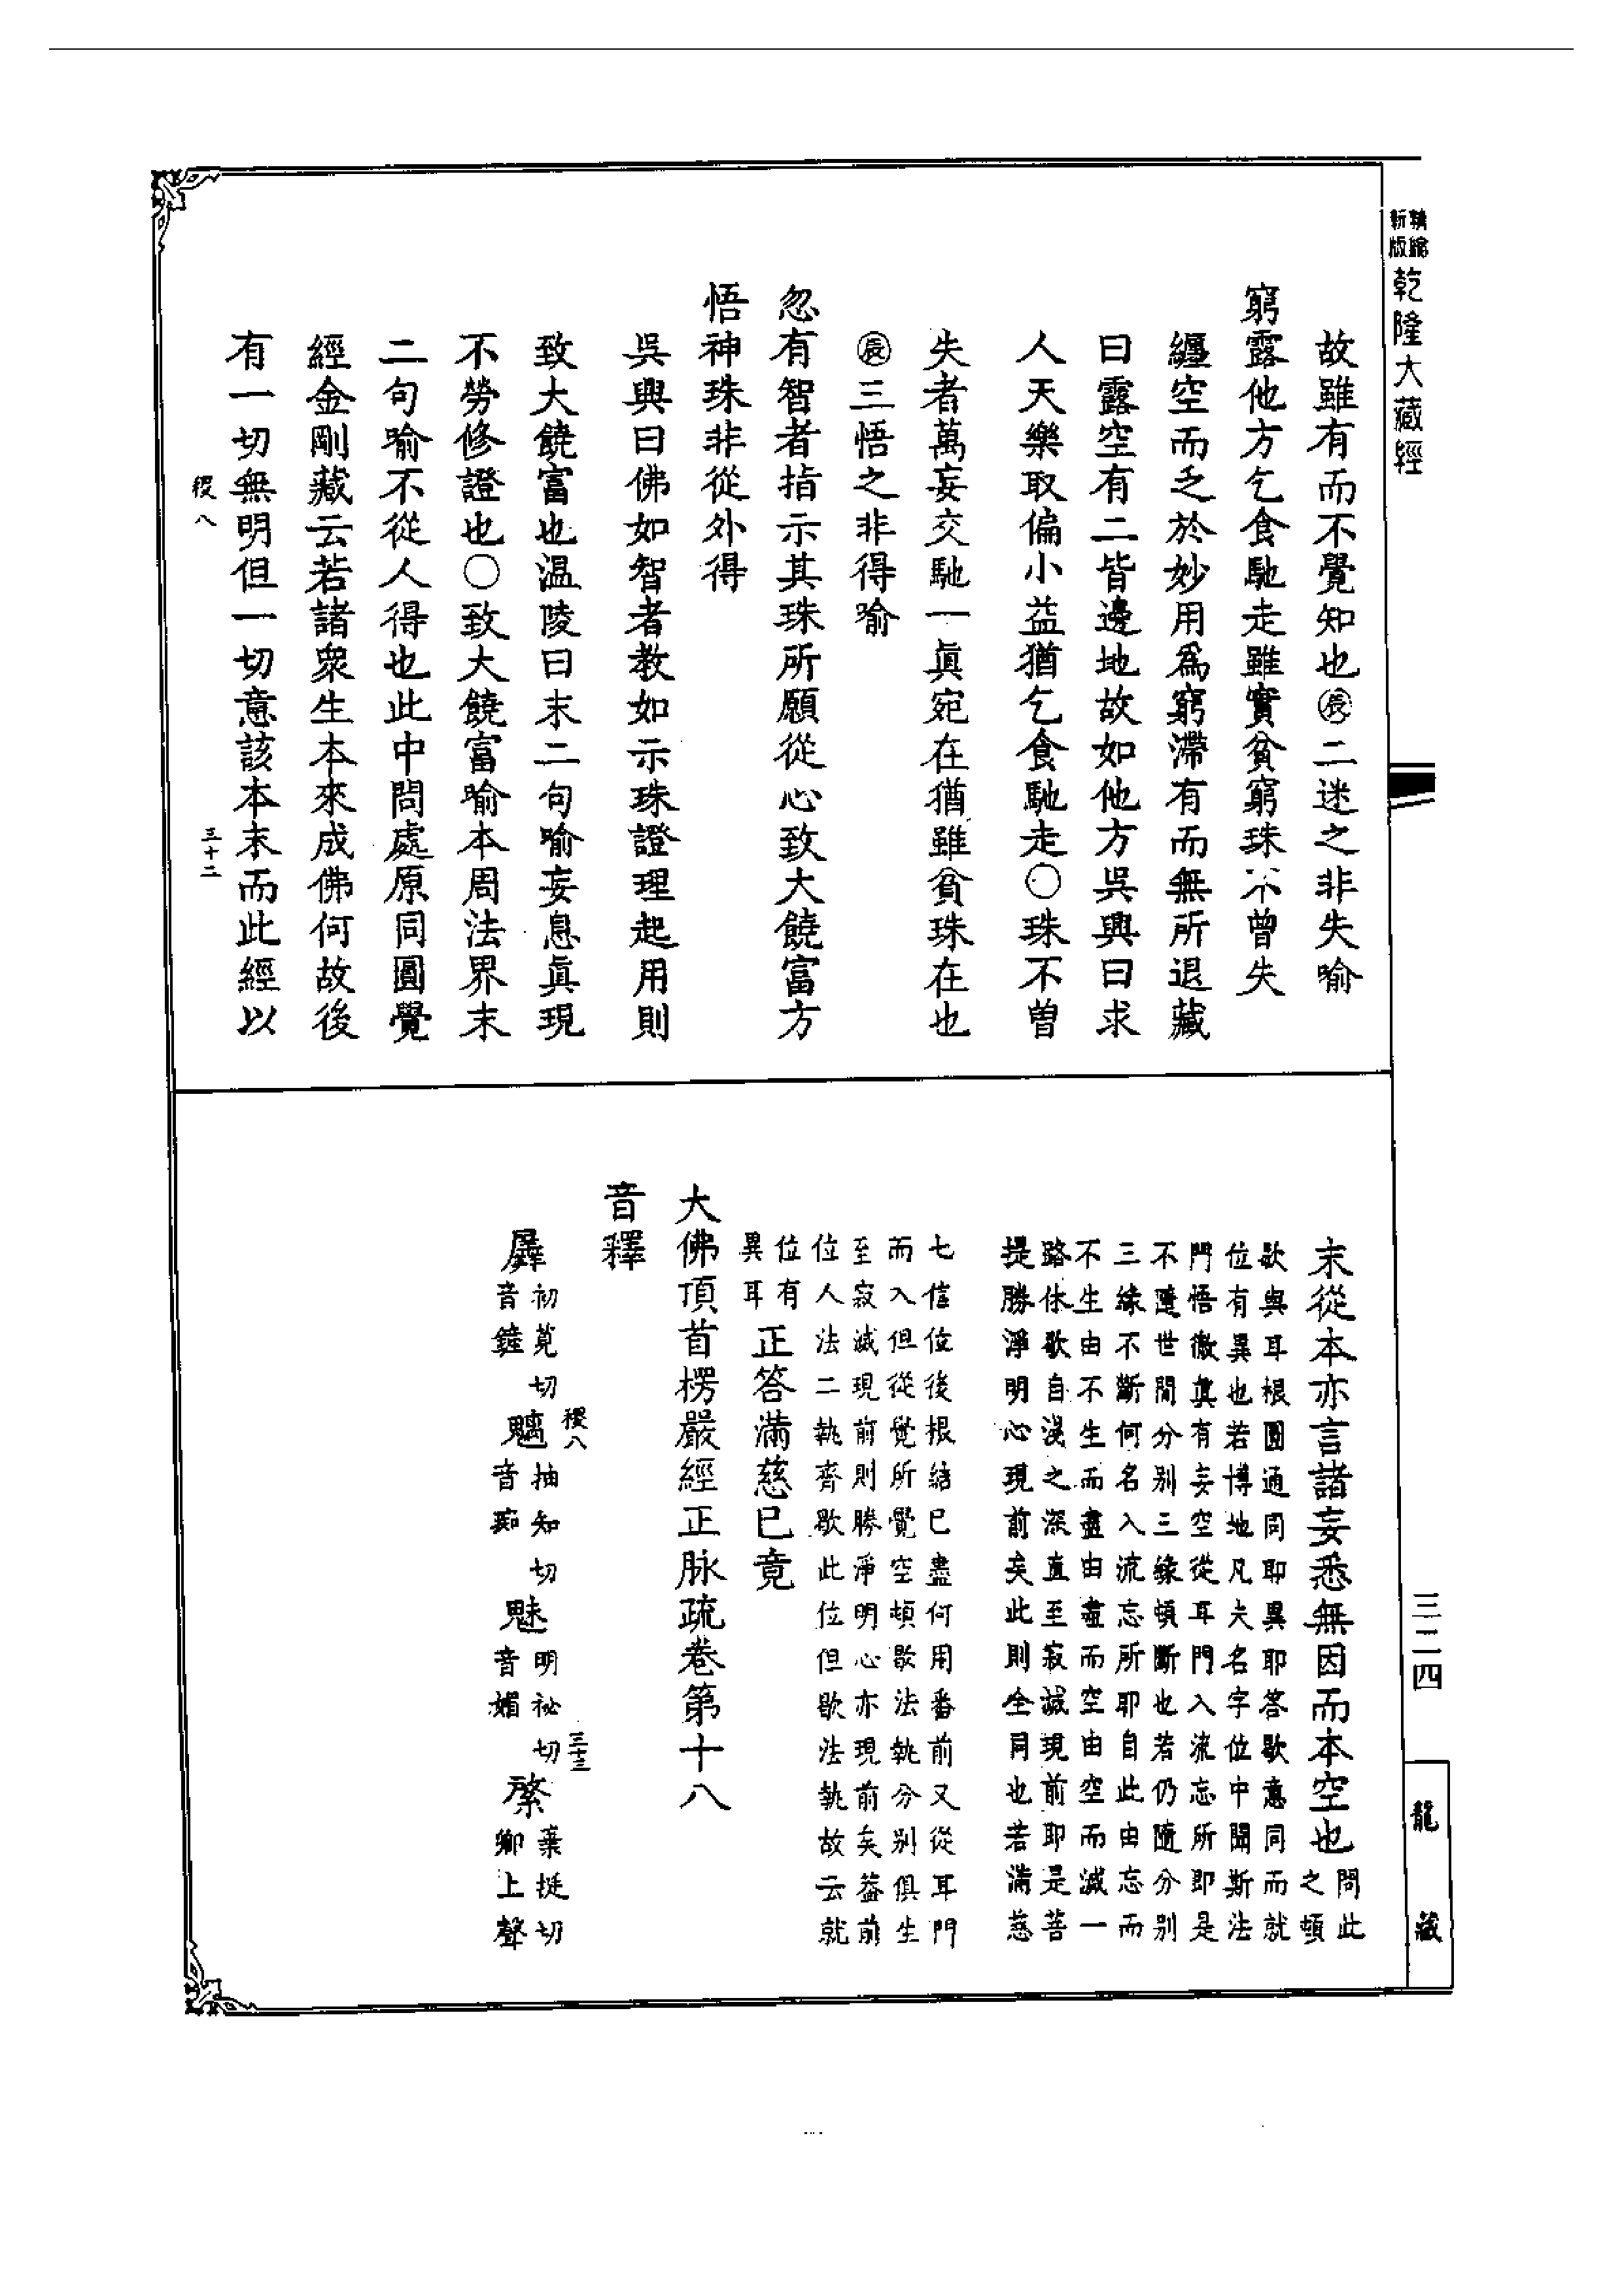 新版
精縮
乾隆大藏經
故雖有而不覺知也㊉二迷之非失喻
窮露他方乞食馳走雖實貧窮珠不曾失
纏空而乏於妙用為窮滯有而無所退藏
曰露空有二皆邊地故如他方吳興曰求
人天樂取偏小益猶乞食馳走○珠不曾
失者萬妄交馳一眞宛在猶雖貧珠在也
辰三悟之非得喻
忽有智者指示其珠所願從心致大饒富方
悟神珠非從外得
吳興曰佛如智者教如示珠證理起用則
致大饒富也温陵曰末二句喻妄息眞現
不勞修證也○致大饒富喻本周法界末
二句喻不從人得也此中問處原同圓覺
經金剛藏云若諸衆生本來成佛何故後
有一切無明但一切意該本末而此經以
稷八
三十二
末從本亦言諸妄悉無因而本空也問此
之頓
歇與耳根圓通同耶異耶答歇意同而就
位有異也若博地凡夫名字位中聞斯法
門悟徹眞有妄空從耳門入流忘所即是
不隨世間分别三緣頓斷也若仍隨分别
三緣不斷何名入流忘所耶自此由忘而
不生由不生而盡由盡而空由空而滅一
路休歇自淺之深直至寂滅現前即是菩
提勝淨明心現前矣此則全同也若滿慈
七信位後根結已盡何用番前又從耳門
而入但從覺所覺空頓歇法執分别俱生
至寂滅現前則勝淨明心亦現前矣葢前
位人法二執齊歇此位但歇法執故云就
位有
異耳
正答滿慈已竟
大佛頂首楞嚴經正脉疏卷第十八
音釋
羼初莧切
音鏟
魑抽知切
音痴
魅明祕切
音媚
綮棄挺切
卿上聲
稷八
三十三
三二四
龍藏